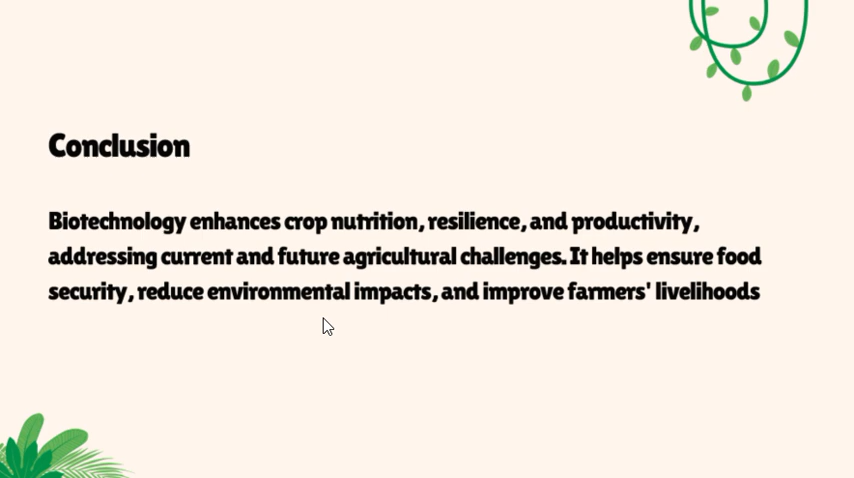 Conclusion
Biotechnology enhances crop nutrition, resilience, and productivity,
addressing current and future agricultural challenges. It helps ensure food
security, reduce environmental impacts, and improve farmers' livelihoods